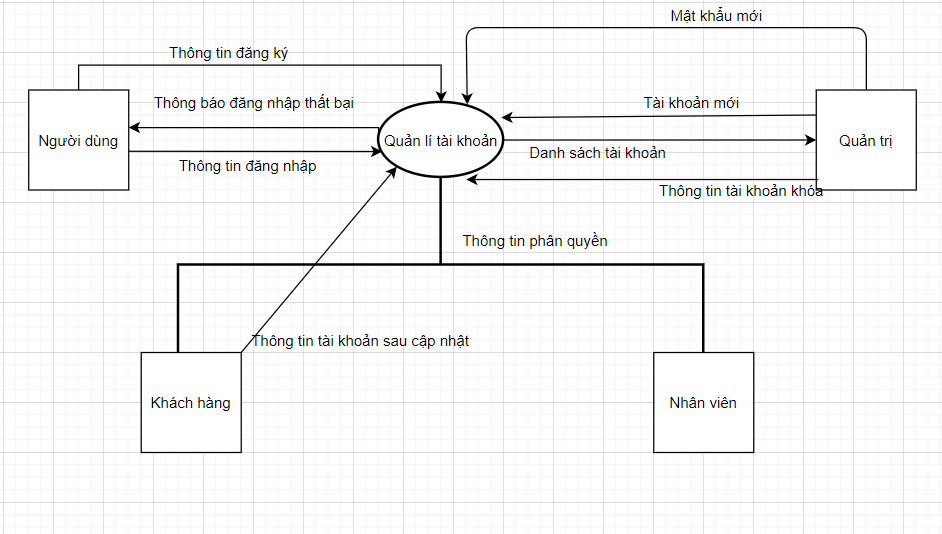 Mật khẩu mới
Thông tin đăng ký
Thông báo đăng nhập thất bại
Tài khoản mới
Người dùng
Quản lí tài khoản
Quản trị
Danh sách tài khoản
Thông tin đăng nhập
Thông tin tài khoản khóa
Thông tin phân quyền
Thông tin tài khoản sau cập nhật
Khách hàng
Nhân viên